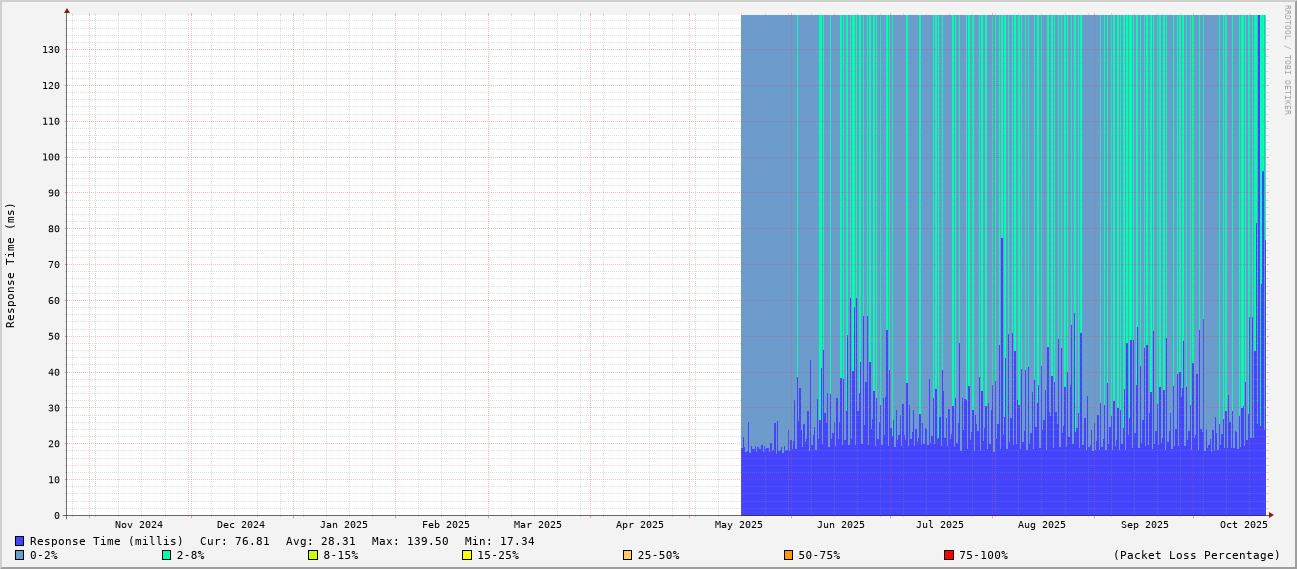 RRDTOOL / TOBI OETIKER
Response Time (ms)
130
120
110
100
90
80
70
60
50
40
30
20
10
0
Nov 2024 Dec 2024 Jan 2025 Feb 2025 Mar 2025 Apr 2025 May 2025 Jun 2025 Jul 2025 Aug 2025 Sep 2025 Oct 2025
Response Time (millis) Cur: 76.81 Avg: 28.31 Max: 139.50 Min: 17.34
0-2% 2-8% 8-15% 15-25% 25-50% 50-75% 75-100% (Packet Loss Percentage)